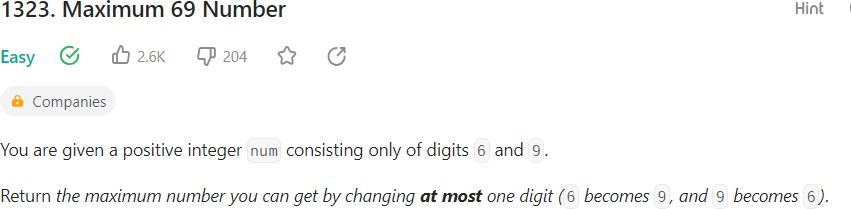 1323. Maximum 69 Number
Hint
Easy 2.6K 204
Companies
You are given a positive integer num consisting only of digits 6 and 9.
Return the maximum number you can get by changing at most one digit (6 becomes 9, and 9 becomes 6).